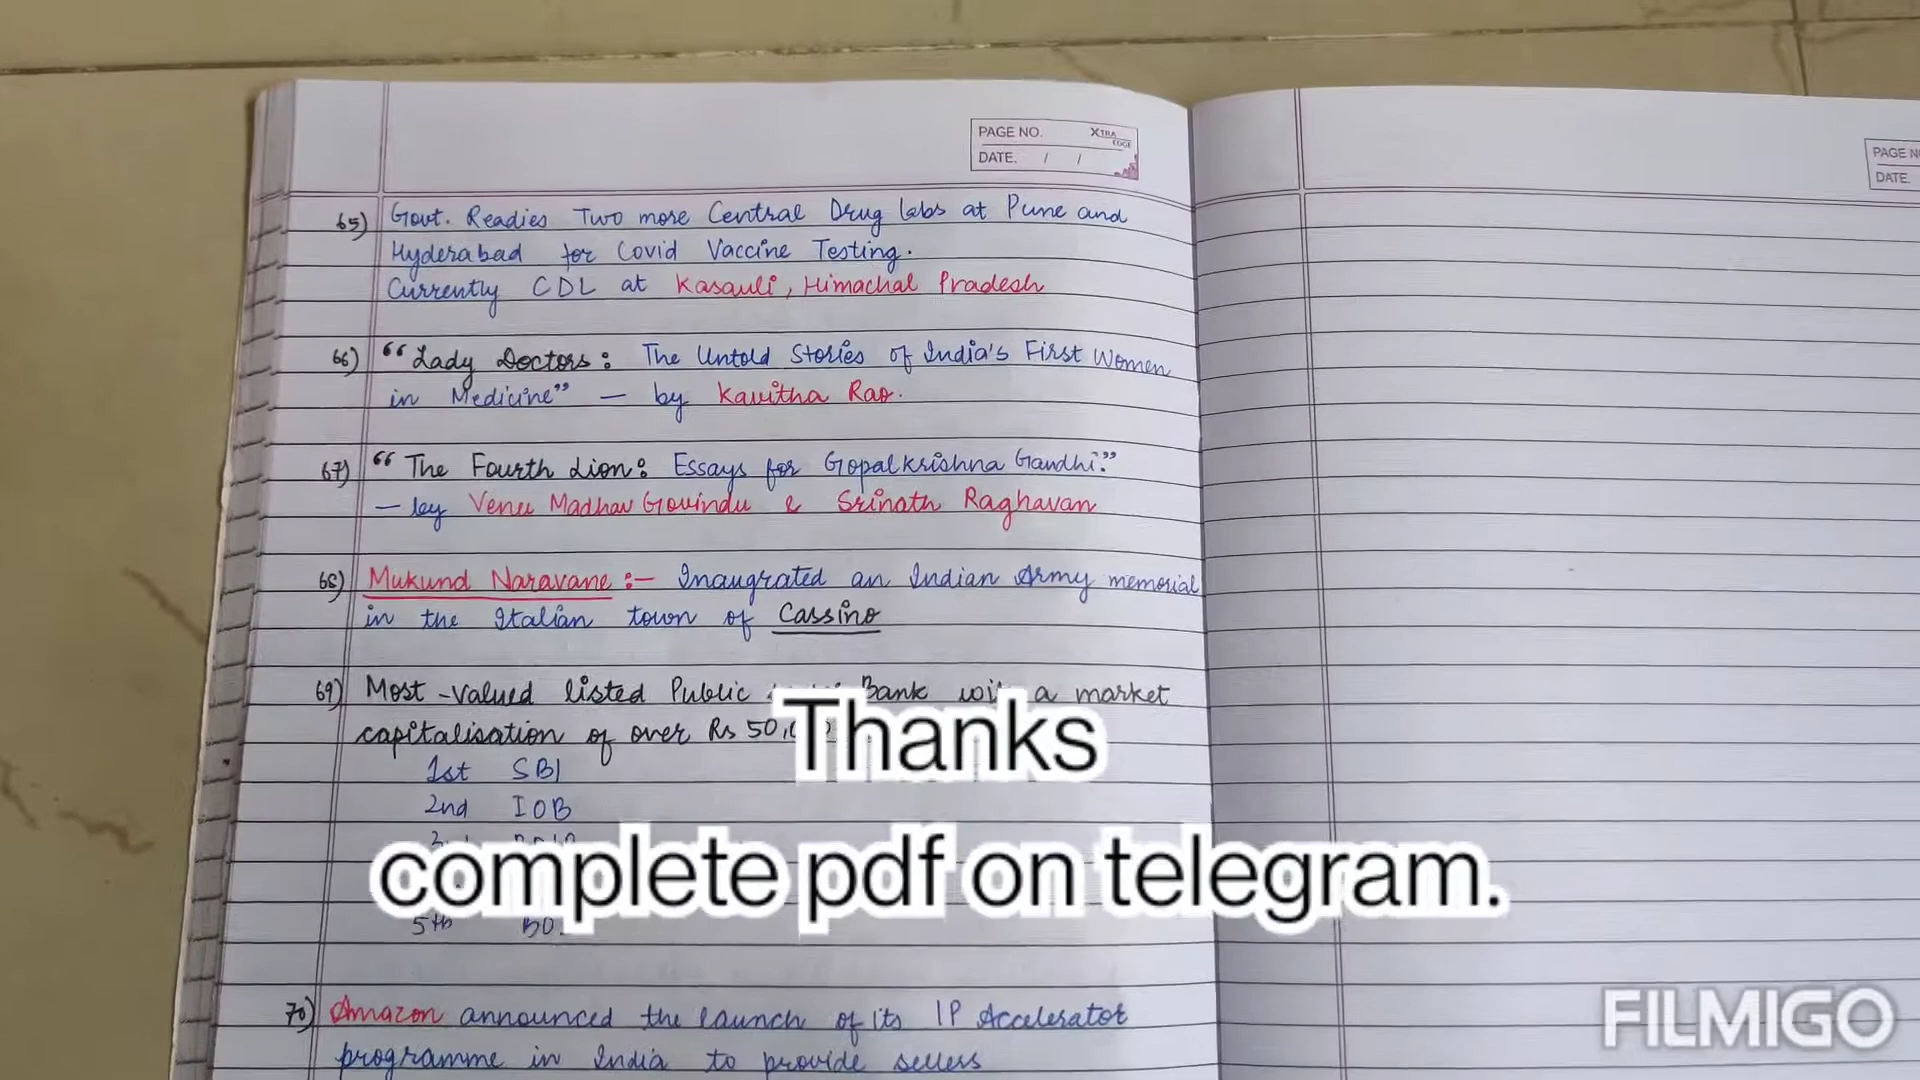 PAGE NO. XTRA EDGE
DATE. / /
PAGE N
DATE.
65) Govt. Readies Two more Central Drug labs at Pune and
Hyderabad for Covid Vaccine Testing.
Currently CDL at Kasauli, Himachal Pradesh
66) "Lady Doctors: The Untold Stories of India's First Women
in Medicine" - by Kavitha Rao.
67) "The Fourth Lion: Essays for Gopalkrishna Gandhi."
- by Venu Madhav Govindu & Srinath Raghavan
68) Mukund Naravane :- Inaugrated an Indian Army memorial
in the Italian town of Cassino
69) Most-valued listed Public Bank a market
capitalisation of over Rs 50,
1st SBI
2nd IOB
5th
70) Amazon announced the launch of its IP Accelerator
programme in India to provide sellers
Thanks
complete pdf on telegram.
FILMIGO